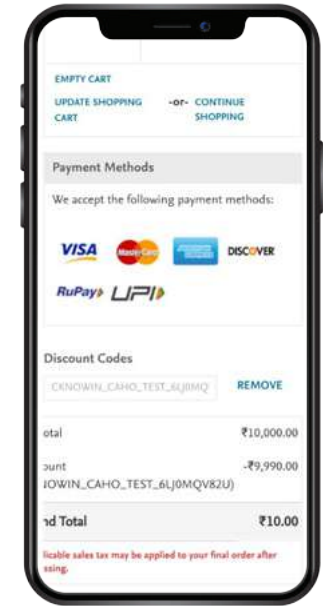 EMPTY CART
UPDATE SHOPPING -or- CONTINUE
CART SHOPPING
Payment Methods
We accept the following payment methods:
VISA MasterCard DISCOVER
RuPay UPI
Discount Codes
CKNOWIN_CAHO_TEST_6LJ0MQ REMOVE
otal ₹10,000.00
ount -₹9,990.00
IOWIN_CAHO_TEST_6LJ0MQV82U)
nd Total ₹10.00
licable sales tax may be applied to your final order after
ssing.